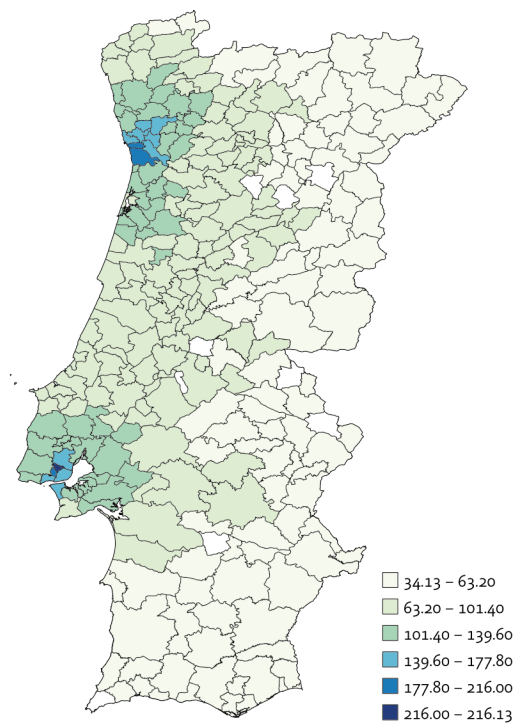 34.13 – 63.20
63.20 – 101.40
101.40 – 139.60
139.60 – 177.80
177.80 – 216.00
216.00 – 216.13